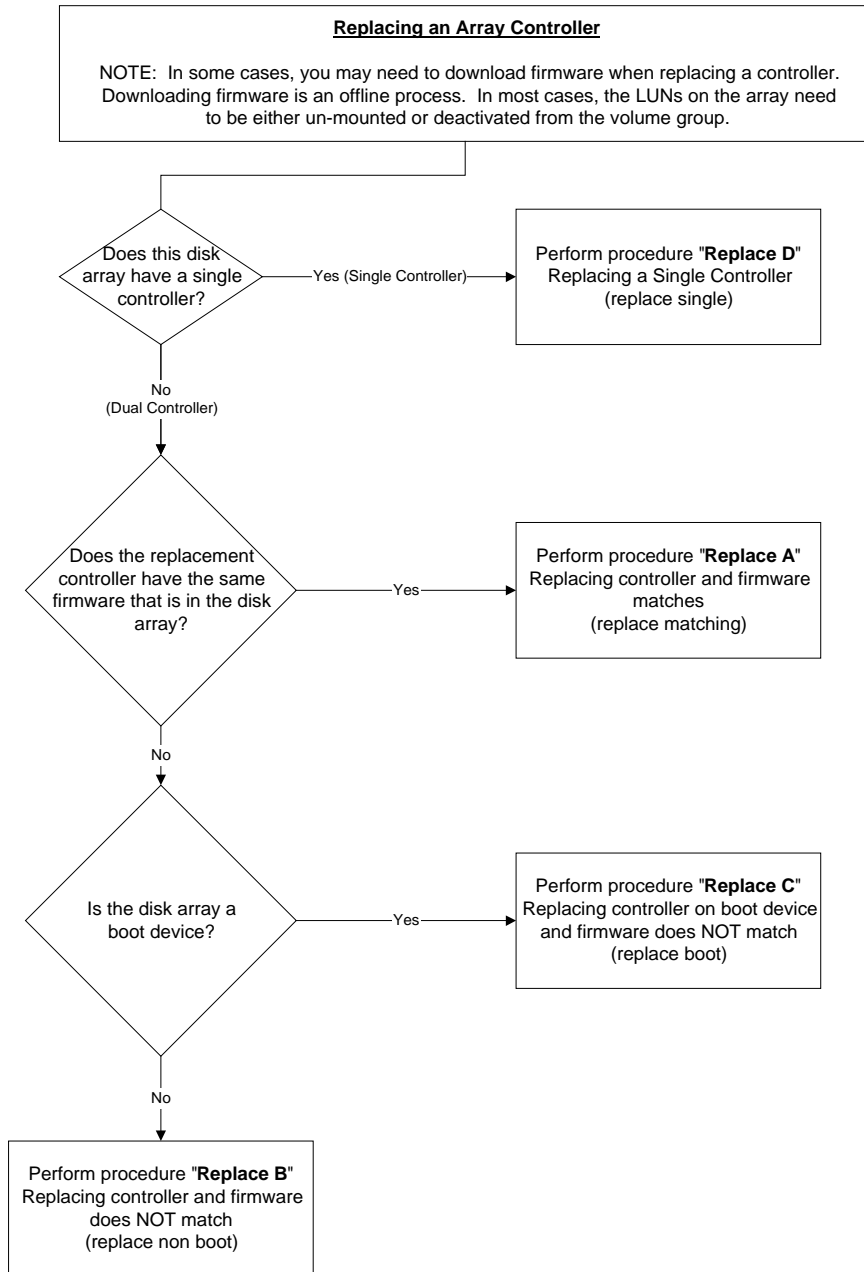 Replacing an Array Controller
NOTE:  In some cases, you may need to download firmware when replacing a controller.
Downloading firmware is an offline process.  In most cases, the LUNs on the array need
to be either un-mounted or deactivated from the volume group.
Does this disk
array have a single
controller?
Yes (Single Controller)
Perform procedure "Replace D"
Replacing a Single Controller
(replace single)
No
(Dual Controller)
Does the replacement
controller have the same
firmware that is in the disk
array?
Yes
Perform procedure "Replace A"
Replacing controller and firmware
matches
(replace matching)
No
Is the disk array a
boot device?
Yes
Perform procedure "Replace C"
Replacing controller on boot device
and firmware does NOT match
(replace boot)
No
Perform procedure "Replace B"
Replacing controller and firmware
does NOT match
(replace non boot)